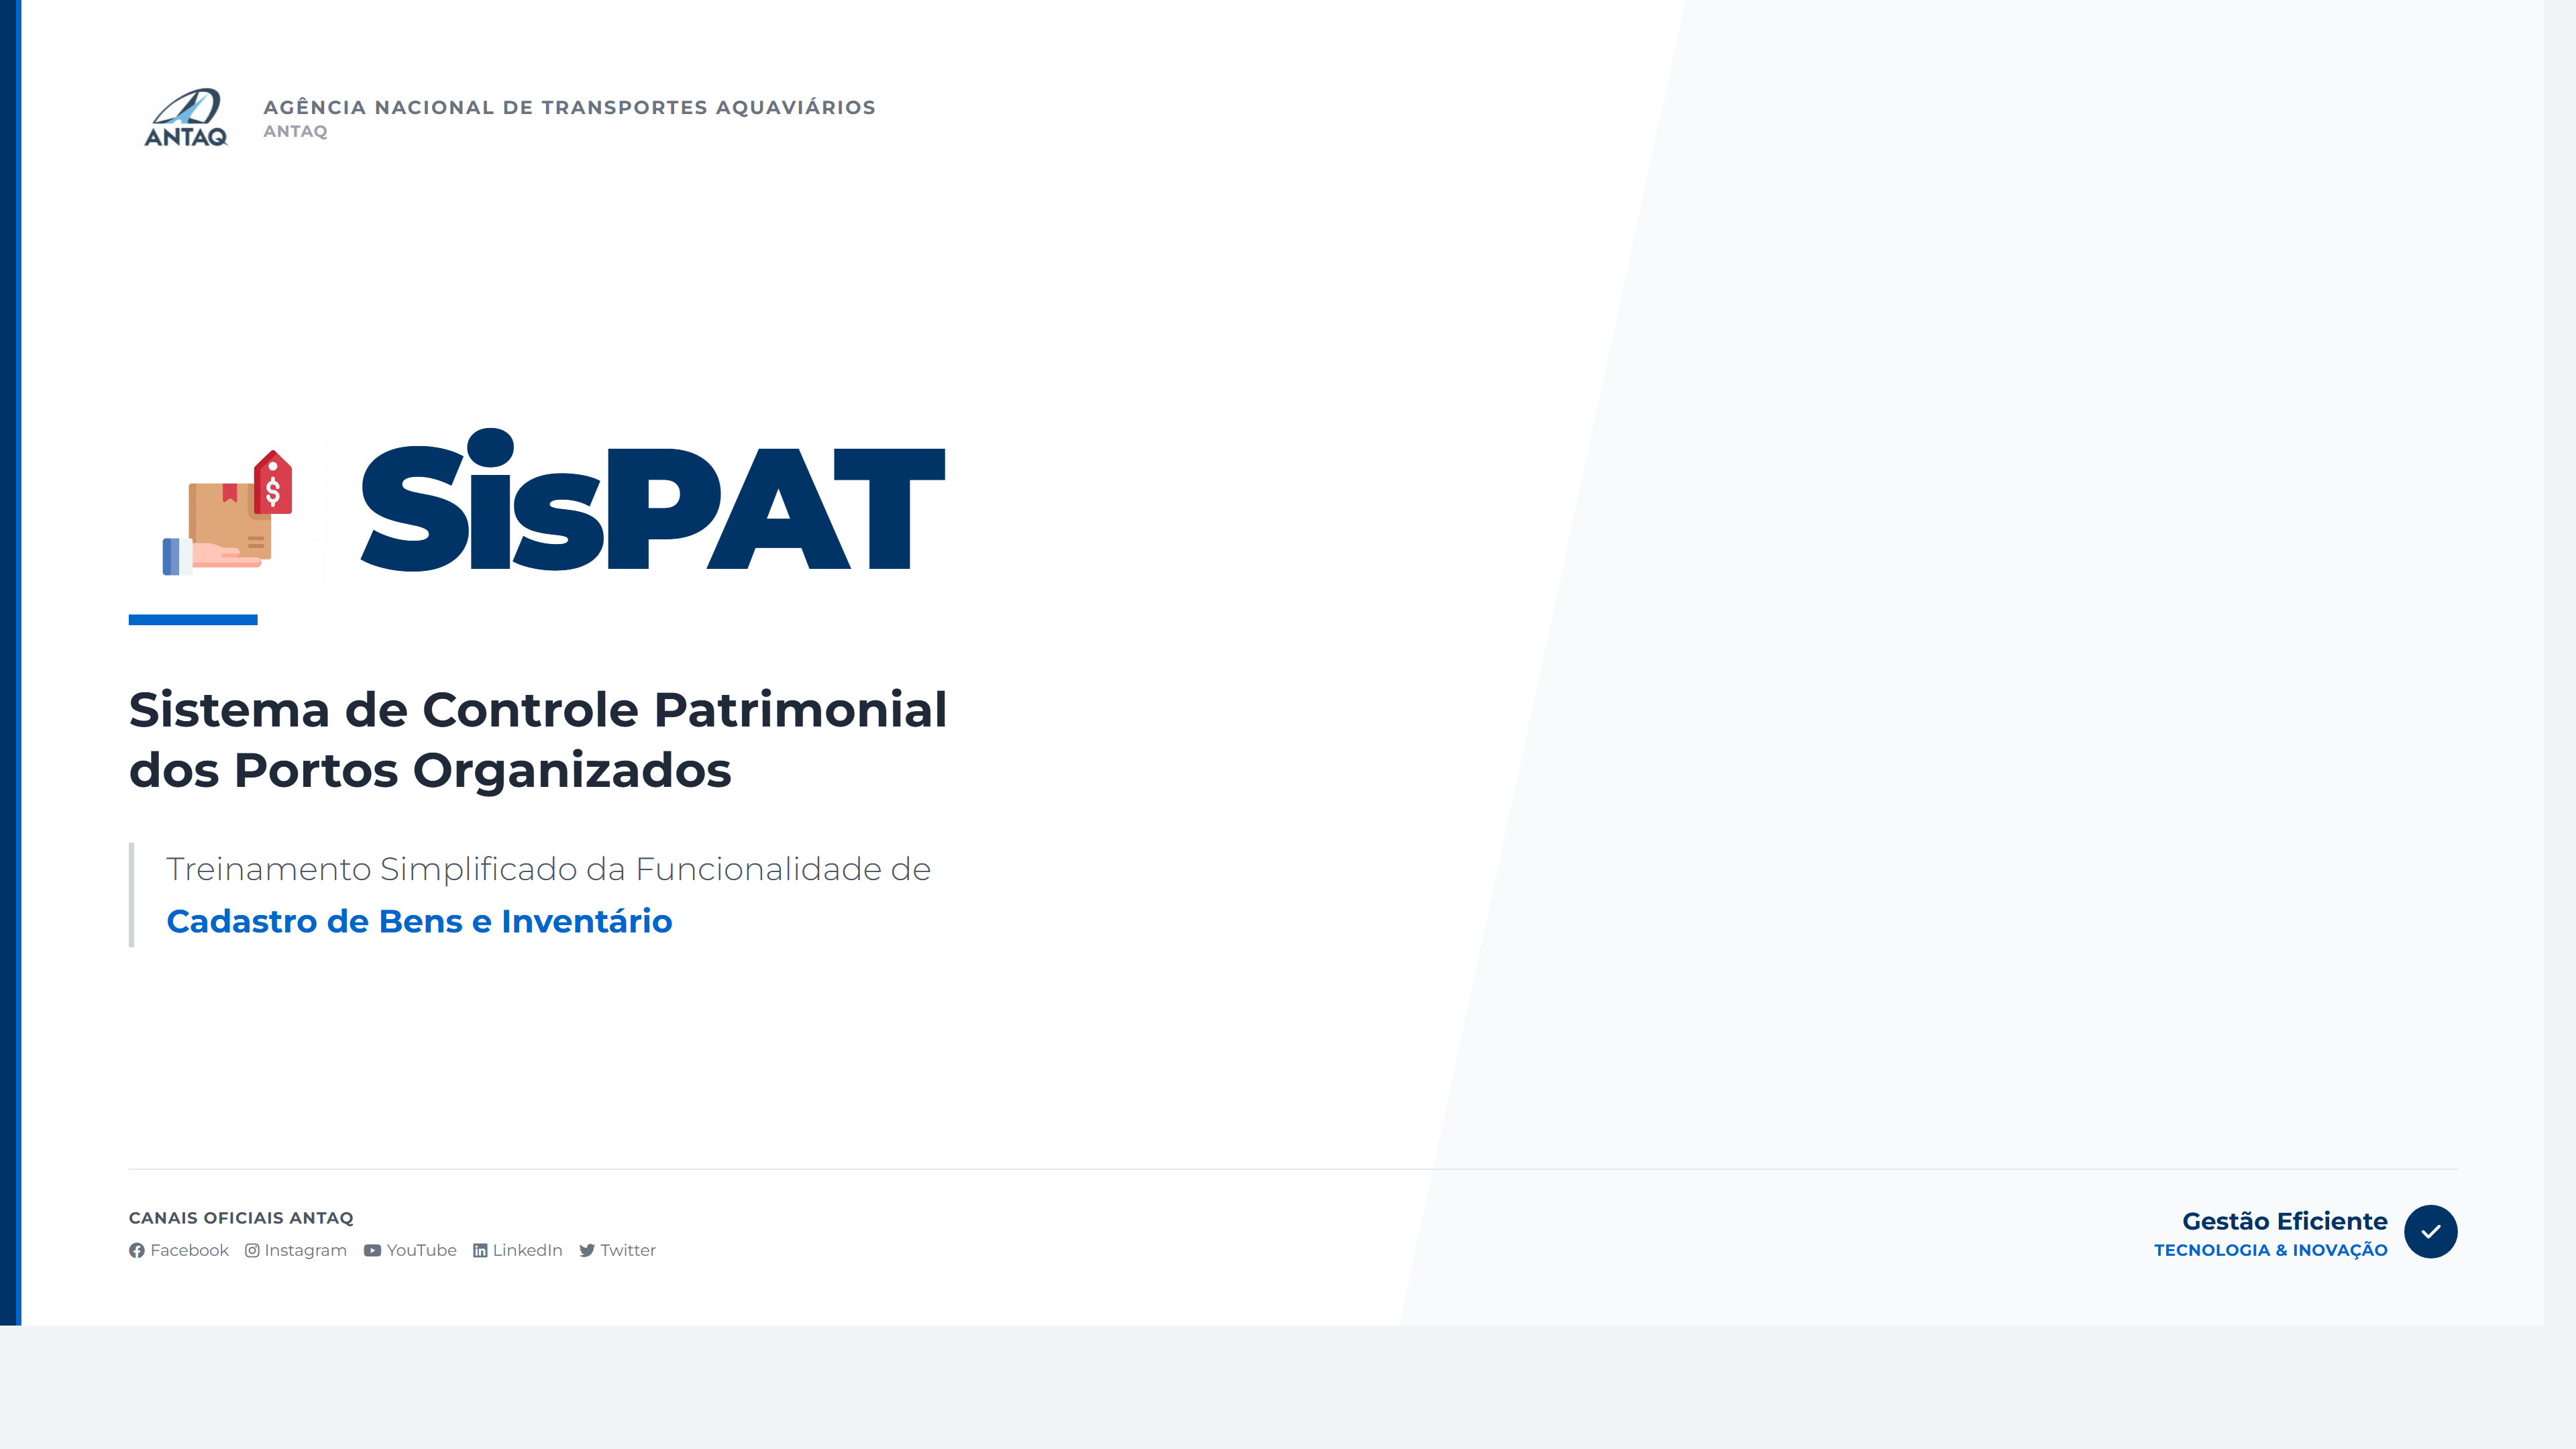 ANTAQ
AGÊNCIA NACIONAL DE TRANSPORTES AQUAVIÁRIOS
ANTAQ
$
SisPAT
Sistema de Controle Patrimonial
dos Portos Organizados
Treinamento Simplificado da Funcionalidade de
Cadastro de Bens e Inventário
CANAIS OFICIAIS ANTAQ
Facebook Instagram YouTube LinkedIn Twitter
Gestão Eficiente
TECNOLOGIA & INOVAÇÃO